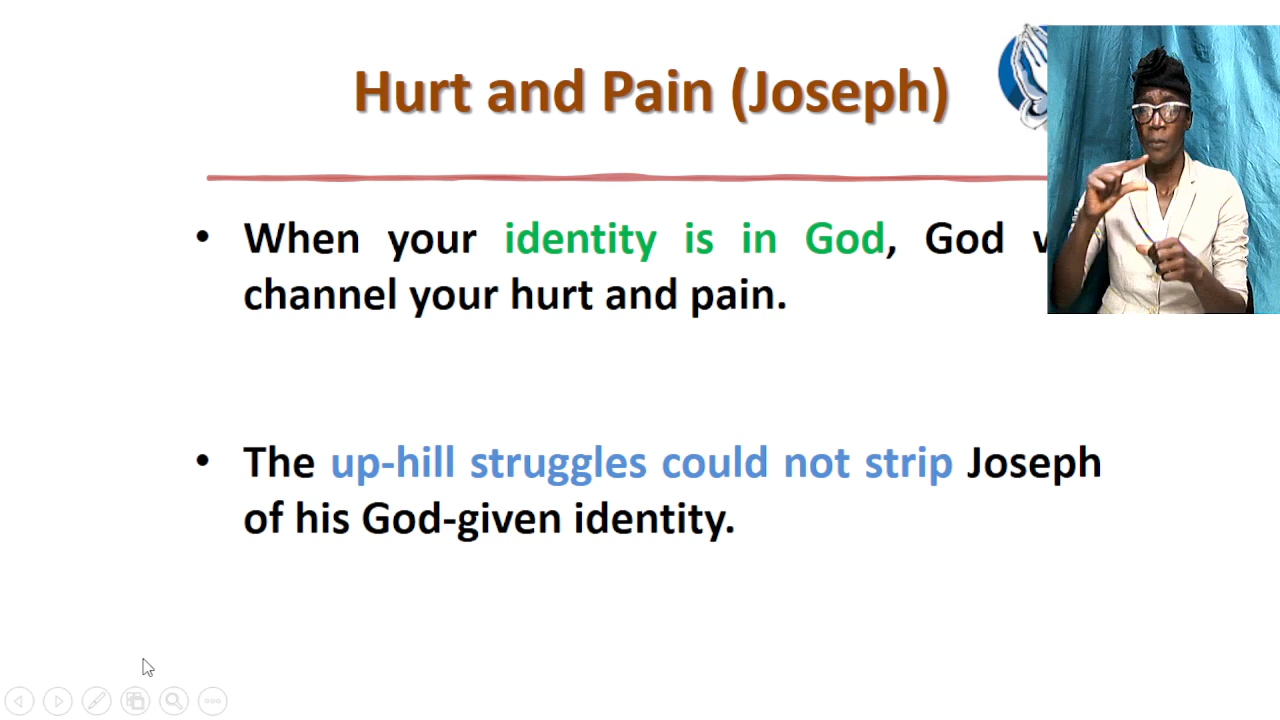 Hurt and Pain (Joseph)
• When your identity is in God, God
channel your hurt and pain.
• The up-hill struggles could not strip Joseph
of his God-given identity.